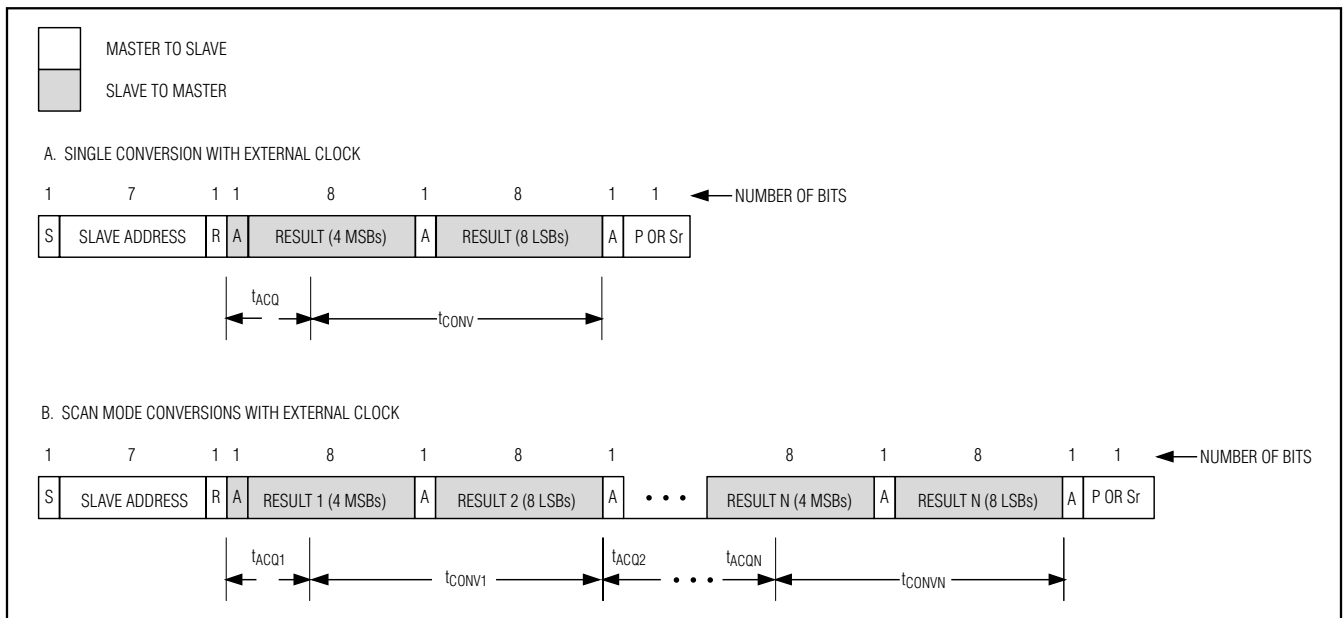 MASTER TO SLAVE
SLAVE TO MASTER
A. SINGLE CONVERSION WITH EXTERNAL CLOCK
1 7 1 1 8 1 8 1 1 NUMBER OF BITS
S SLAVE ADDRESS R A RESULT (4 MSBs) A RESULT (8 LSBs) A P OR Sr
tACQ
tCONV
B. SCAN MODE CONVERSIONS WITH EXTERNAL CLOCK
1 7 1 1 8 1 8 1 8 1 8 1 1 NUMBER OF BITS
S SLAVE ADDRESS R A RESULT 1 (4 MSBs) A RESULT 2 (8 LSBs) A • • • RESULT N (4 MSBs) A RESULT N (8 LSBs) A P OR Sr
tACQ1 tACQ2 tACQN
tCONV1 • • • tCONVN